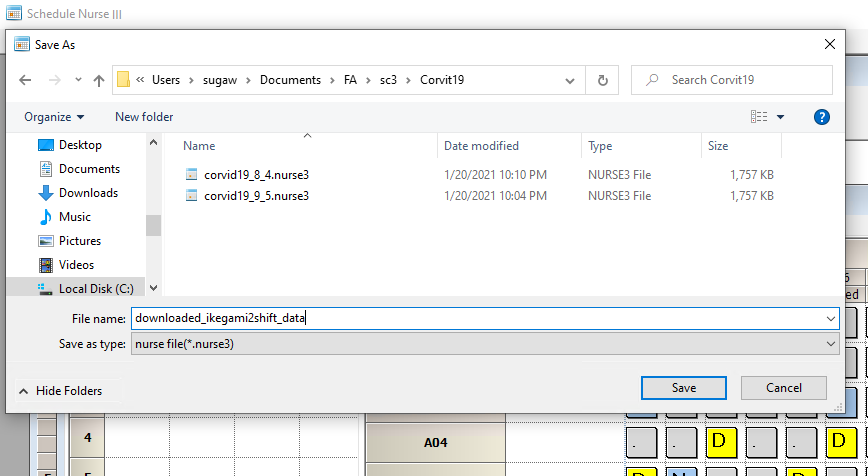 Schedule Nurse |||
Save As
« Users > sugaw > Documents > FA > sc3 > Corvit19
Search Corvit19
Organize New folder
Name Date modified Type Size
Desktop
Documents
Downloads
Music
Pictures
Videos
Local Disk (C:)
corvid19_8_4.nurse3 1/20/2021 10:10 PM NURSE3 File 1,757 KB
corvid19_9_5.nurse3 1/20/2021 10:04 PM NURSE3 File 1,757 KB
File name: downloaded_ikegami2shift_data
Save as type: nurse file(*.nurse3)
Hide Folders
Save Cancel
6
ed
4 A04 . . D . . D